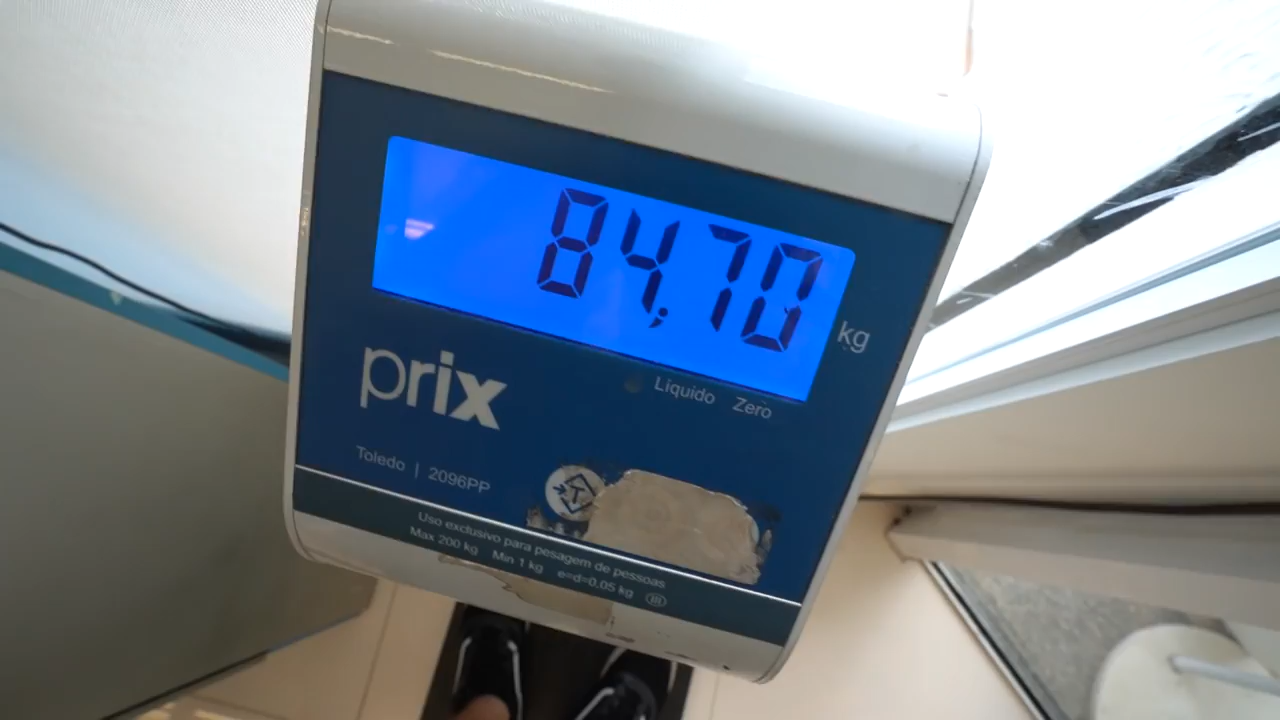 84,70
kg
prix
Líquido Zero
Toledo | 2096PP
Uso exclusivo para pesagem de pessoas
Max 200 kg Min 1 kg e=d=0,05 kg III